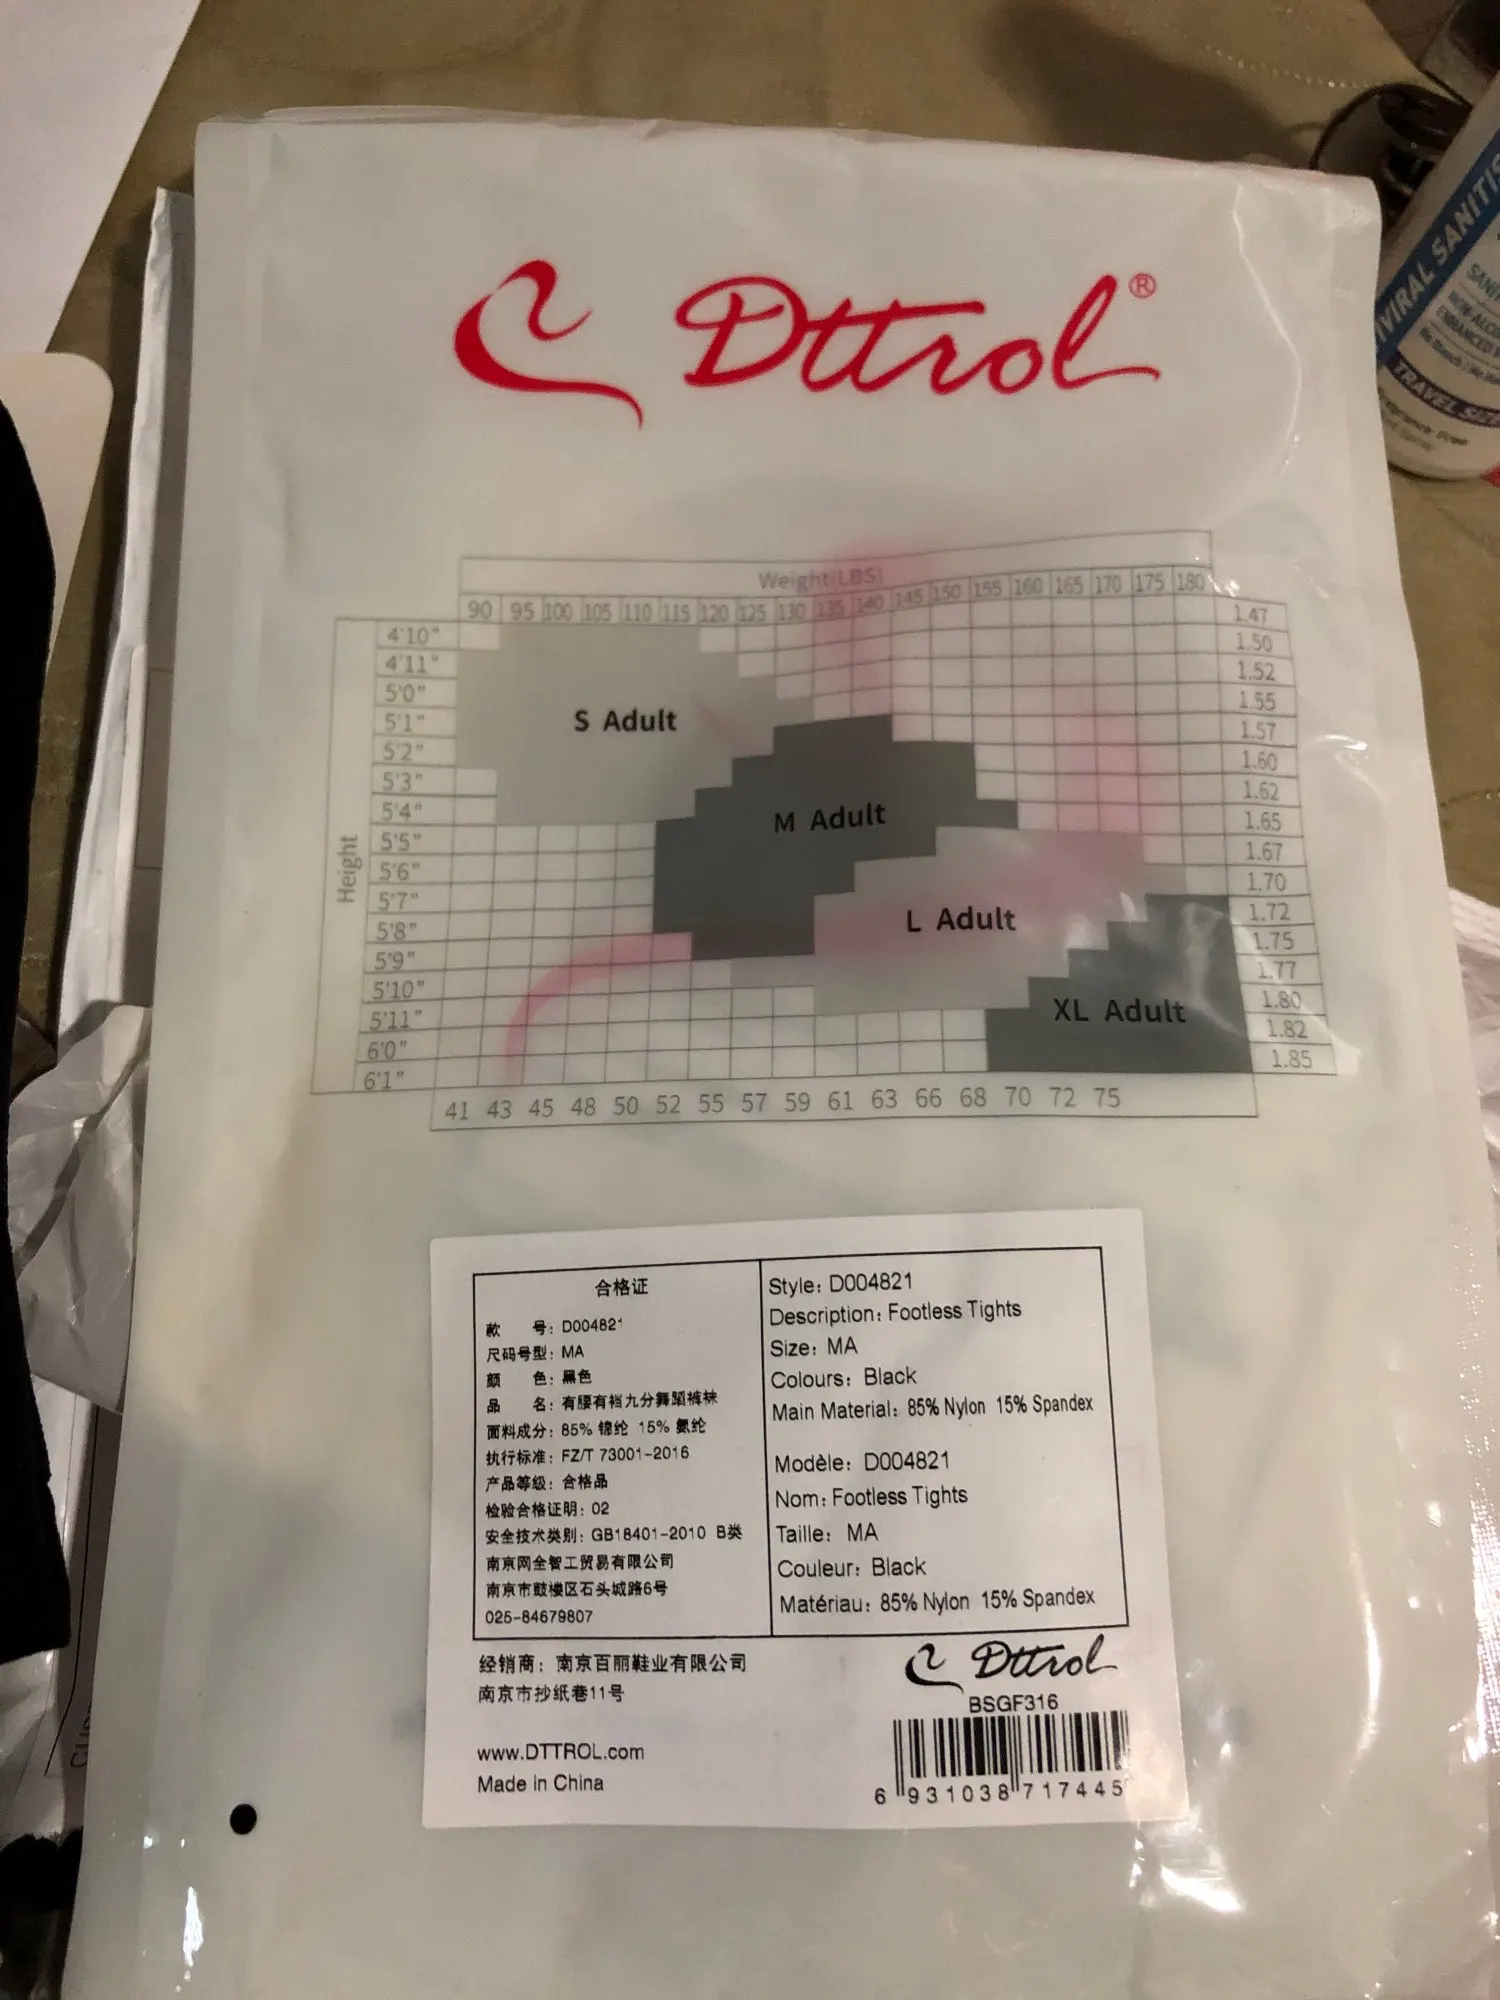 Dttrol®
Weight(LBS)
90 95 100 105 110 115 120 125 130 135 140 145 150 155 160 165 170 175 180
Height
4'10" 1.47
4'11" 1.50
5'0" 1.52
5'1" 1.55
5'2" 1.57
5'3" 1.60
5'4" 1.62
5'5" 1.65
5'6" 1.67
5'7" 1.70
5'8" 1.72
5'9" 1.75
5'10" 1.77
5'11" 1.80
6'0" 1.82
6'1" 1.85
S Adult
M Adult
L Adult
XL Adult
41 43 45 48 50 52 55 57 59 61 63 66 68 70 72 75
合格证
款 号: D004821
尺码号型: MA
颜 色: 黑色
品 名: 有腰有裆九分舞蹈裤袜
面料成分: 85% 锦纶 15% 氨纶
执行标准: FZ/T 73001-2016
产品等级: 合格品
检验合格证明: 02
安全技术类别: GB18401-2010 B类
南京网全智工贸易有限公司
南京市鼓楼区石头城路6号
025-84679807
Style: D004821
Description: Footless Tights
Size: MA
Colours: Black
Main Material: 85% Nylon 15% Spandex
Modèle: D004821
Nom: Footless Tights
Taille: MA
Couleur: Black
Matériau: 85% Nylon 15% Spandex
经销商: 南京百丽鞋业有限公司
南京市抄纸巷11号
www.DTTROL.com
Made in China
Dttrol
BSGF316
6 931038 717445
VIRAL SANITIS
SANI
NON-ALCO
ENHANCED
TRAVEL SIZE